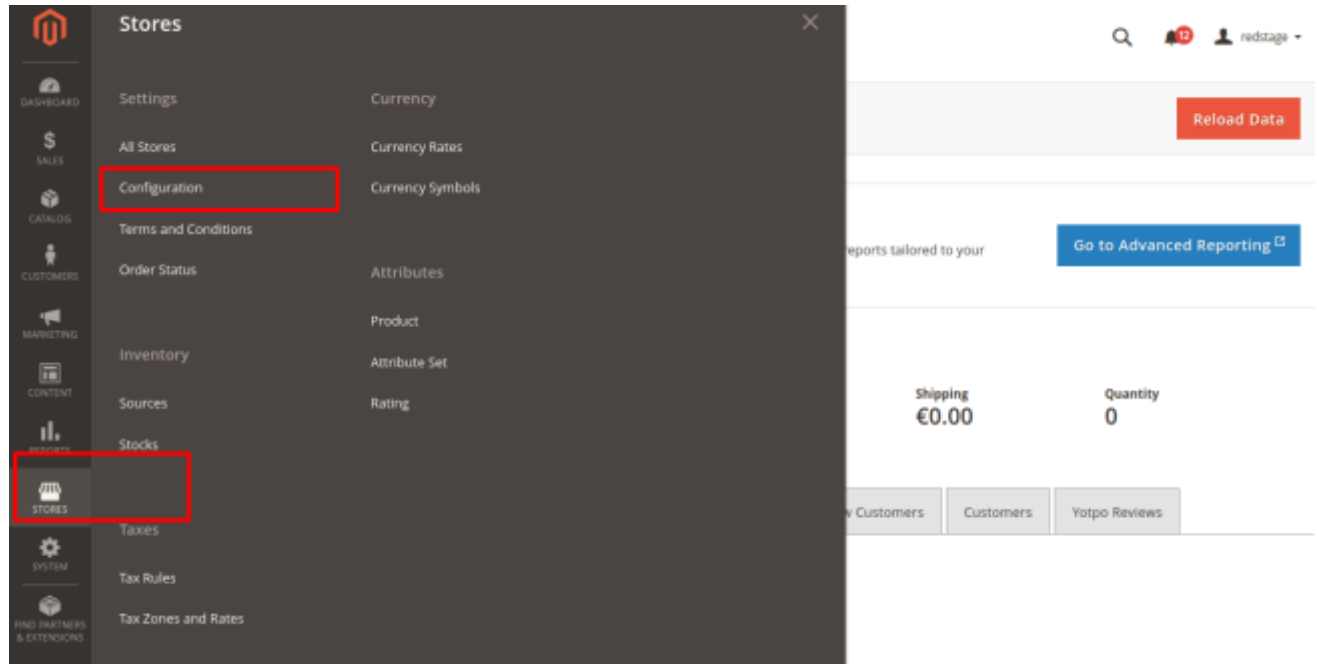 DASHBOARD
SALES
CATALOG
CUSTOMERS
MARKETING
CONTENT
REPORTS
STORES
SYSTEM
FIND PARTNERS
& EXTENSIONS
Stores
Settings
All Stores
Configuration
Terms and Conditions
Order Status
Inventory
Sources
Stocks
Taxes
Tax Rules
Tax Zones and Rates
Currency
Currency Rates
Currency Symbols
Attributes
Product
Attribute Set
Rating
12
redstage
Reload Data
reports tailored to your
Go to Advanced Reporting
Shipping
€0.00
Quantity
0
w Customers
Customers
Yotpo Reviews